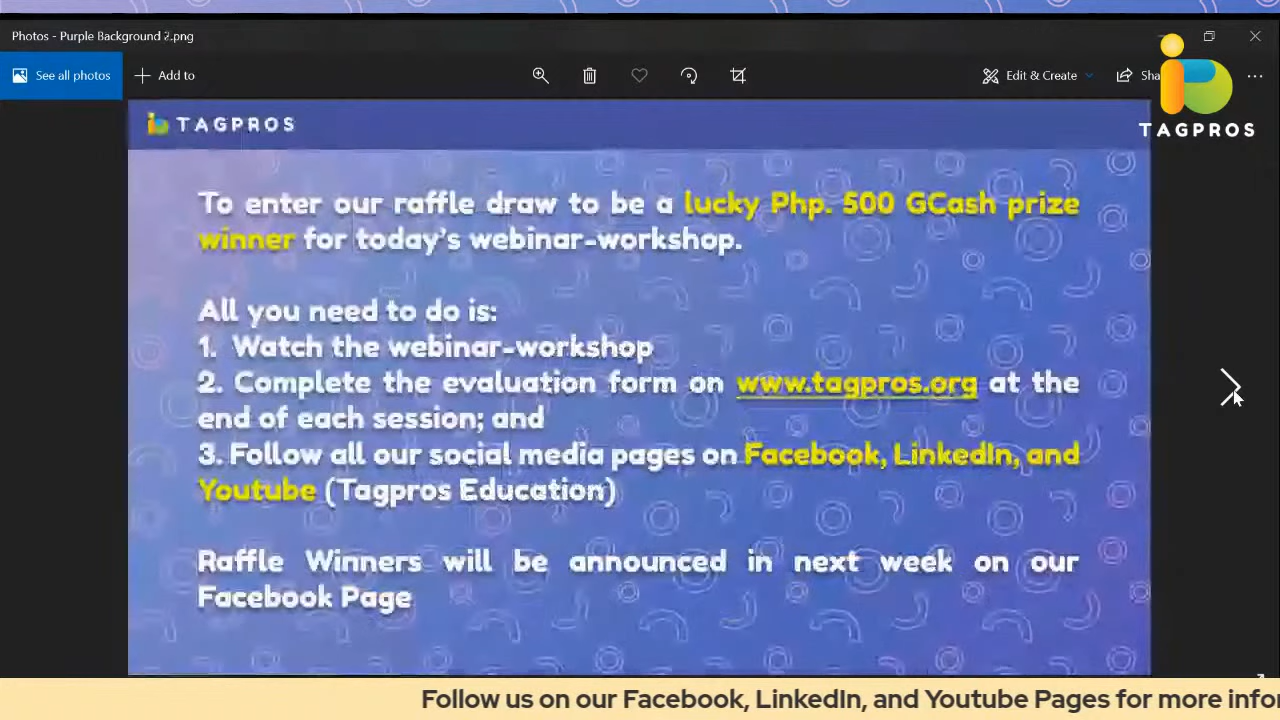 Photos - Purple Background 2.png
See all photos
Add to
Edit & Create
TAGPROS
TAGPROS
To enter our raffle draw to be a lucky Php. 500 GCash prize
winner for today's webinar-workshop.
All you need to do is:
1. Watch the webinar-workshop
2. Complete the evaluation form on www.tagpros.org at the
end of each session; and
3. Follow all our social media pages on Facebook, LinkedIn, and
Youtube (Tagpros Education)
Raffle Winners will be announced in next week on our
Facebook Page
Follow us on our Facebook, LinkedIn, and Youtube Pages for more